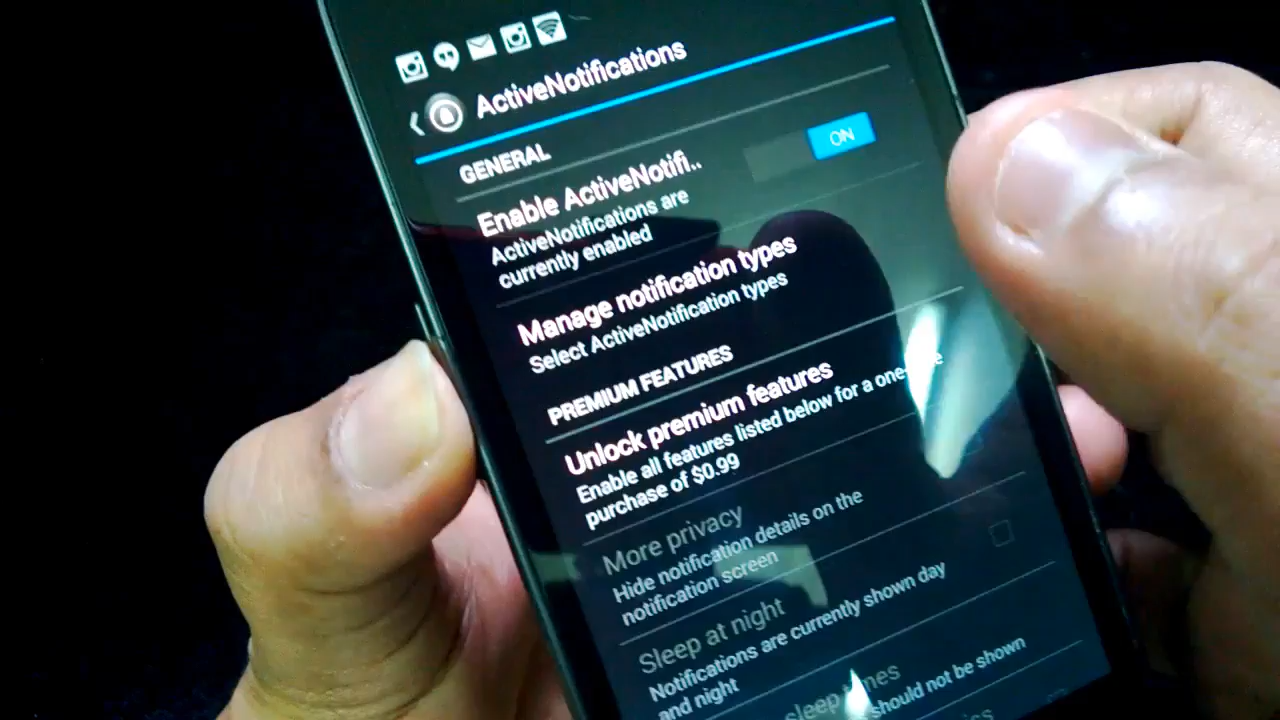 ActiveNotifications
GENERAL
Enable ActiveNotifi..
ON
ActiveNotifications are
currently enabled
Manage notification types
Select ActiveNotification types
PREMIUM FEATURES
Unlock premium features
Enable all features listed below for a one-
purchase of $0.99
More privacy
Hide notification details on the
notification screen
Sleep at night
Notifications are currently shown day
and night
sleep
should not be shown